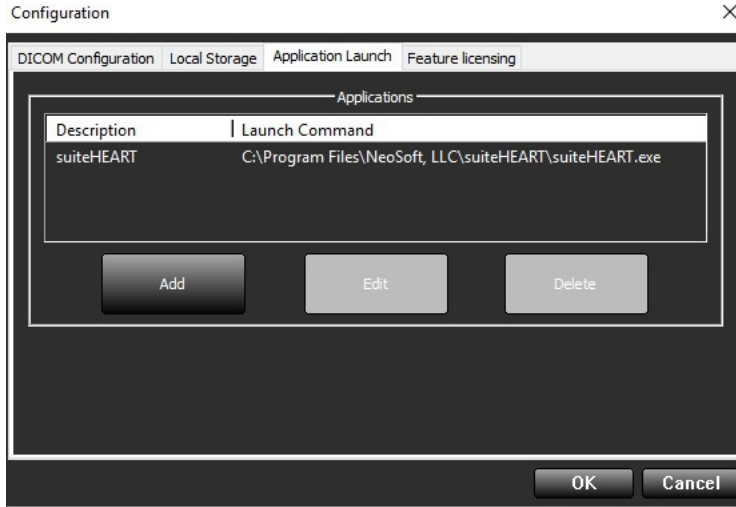 Configuration
DICOM Configuration Local Storage Application Launch Feature licensing
Applications
Description Launch Command
suiteHEART C:\Program Files\NeoSoft, LLC\suiteHEART\suiteHEART.exe
Add Edit Delete
OK Cancel